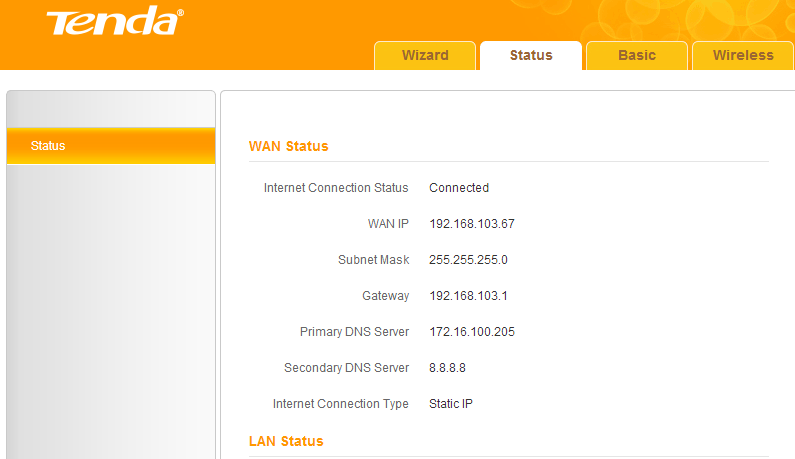 Tenda®
Wizard Status Basic Wireless
Status
WAN Status
Internet Connection Status Connected
WAN IP 192.168.103.67
Subnet Mask 255.255.255.0
Gateway 192.168.103.1
Primary DNS Server 172.16.100.205
Secondary DNS Server 8.8.8.8
Internet Connection Type Static IP
LAN Status